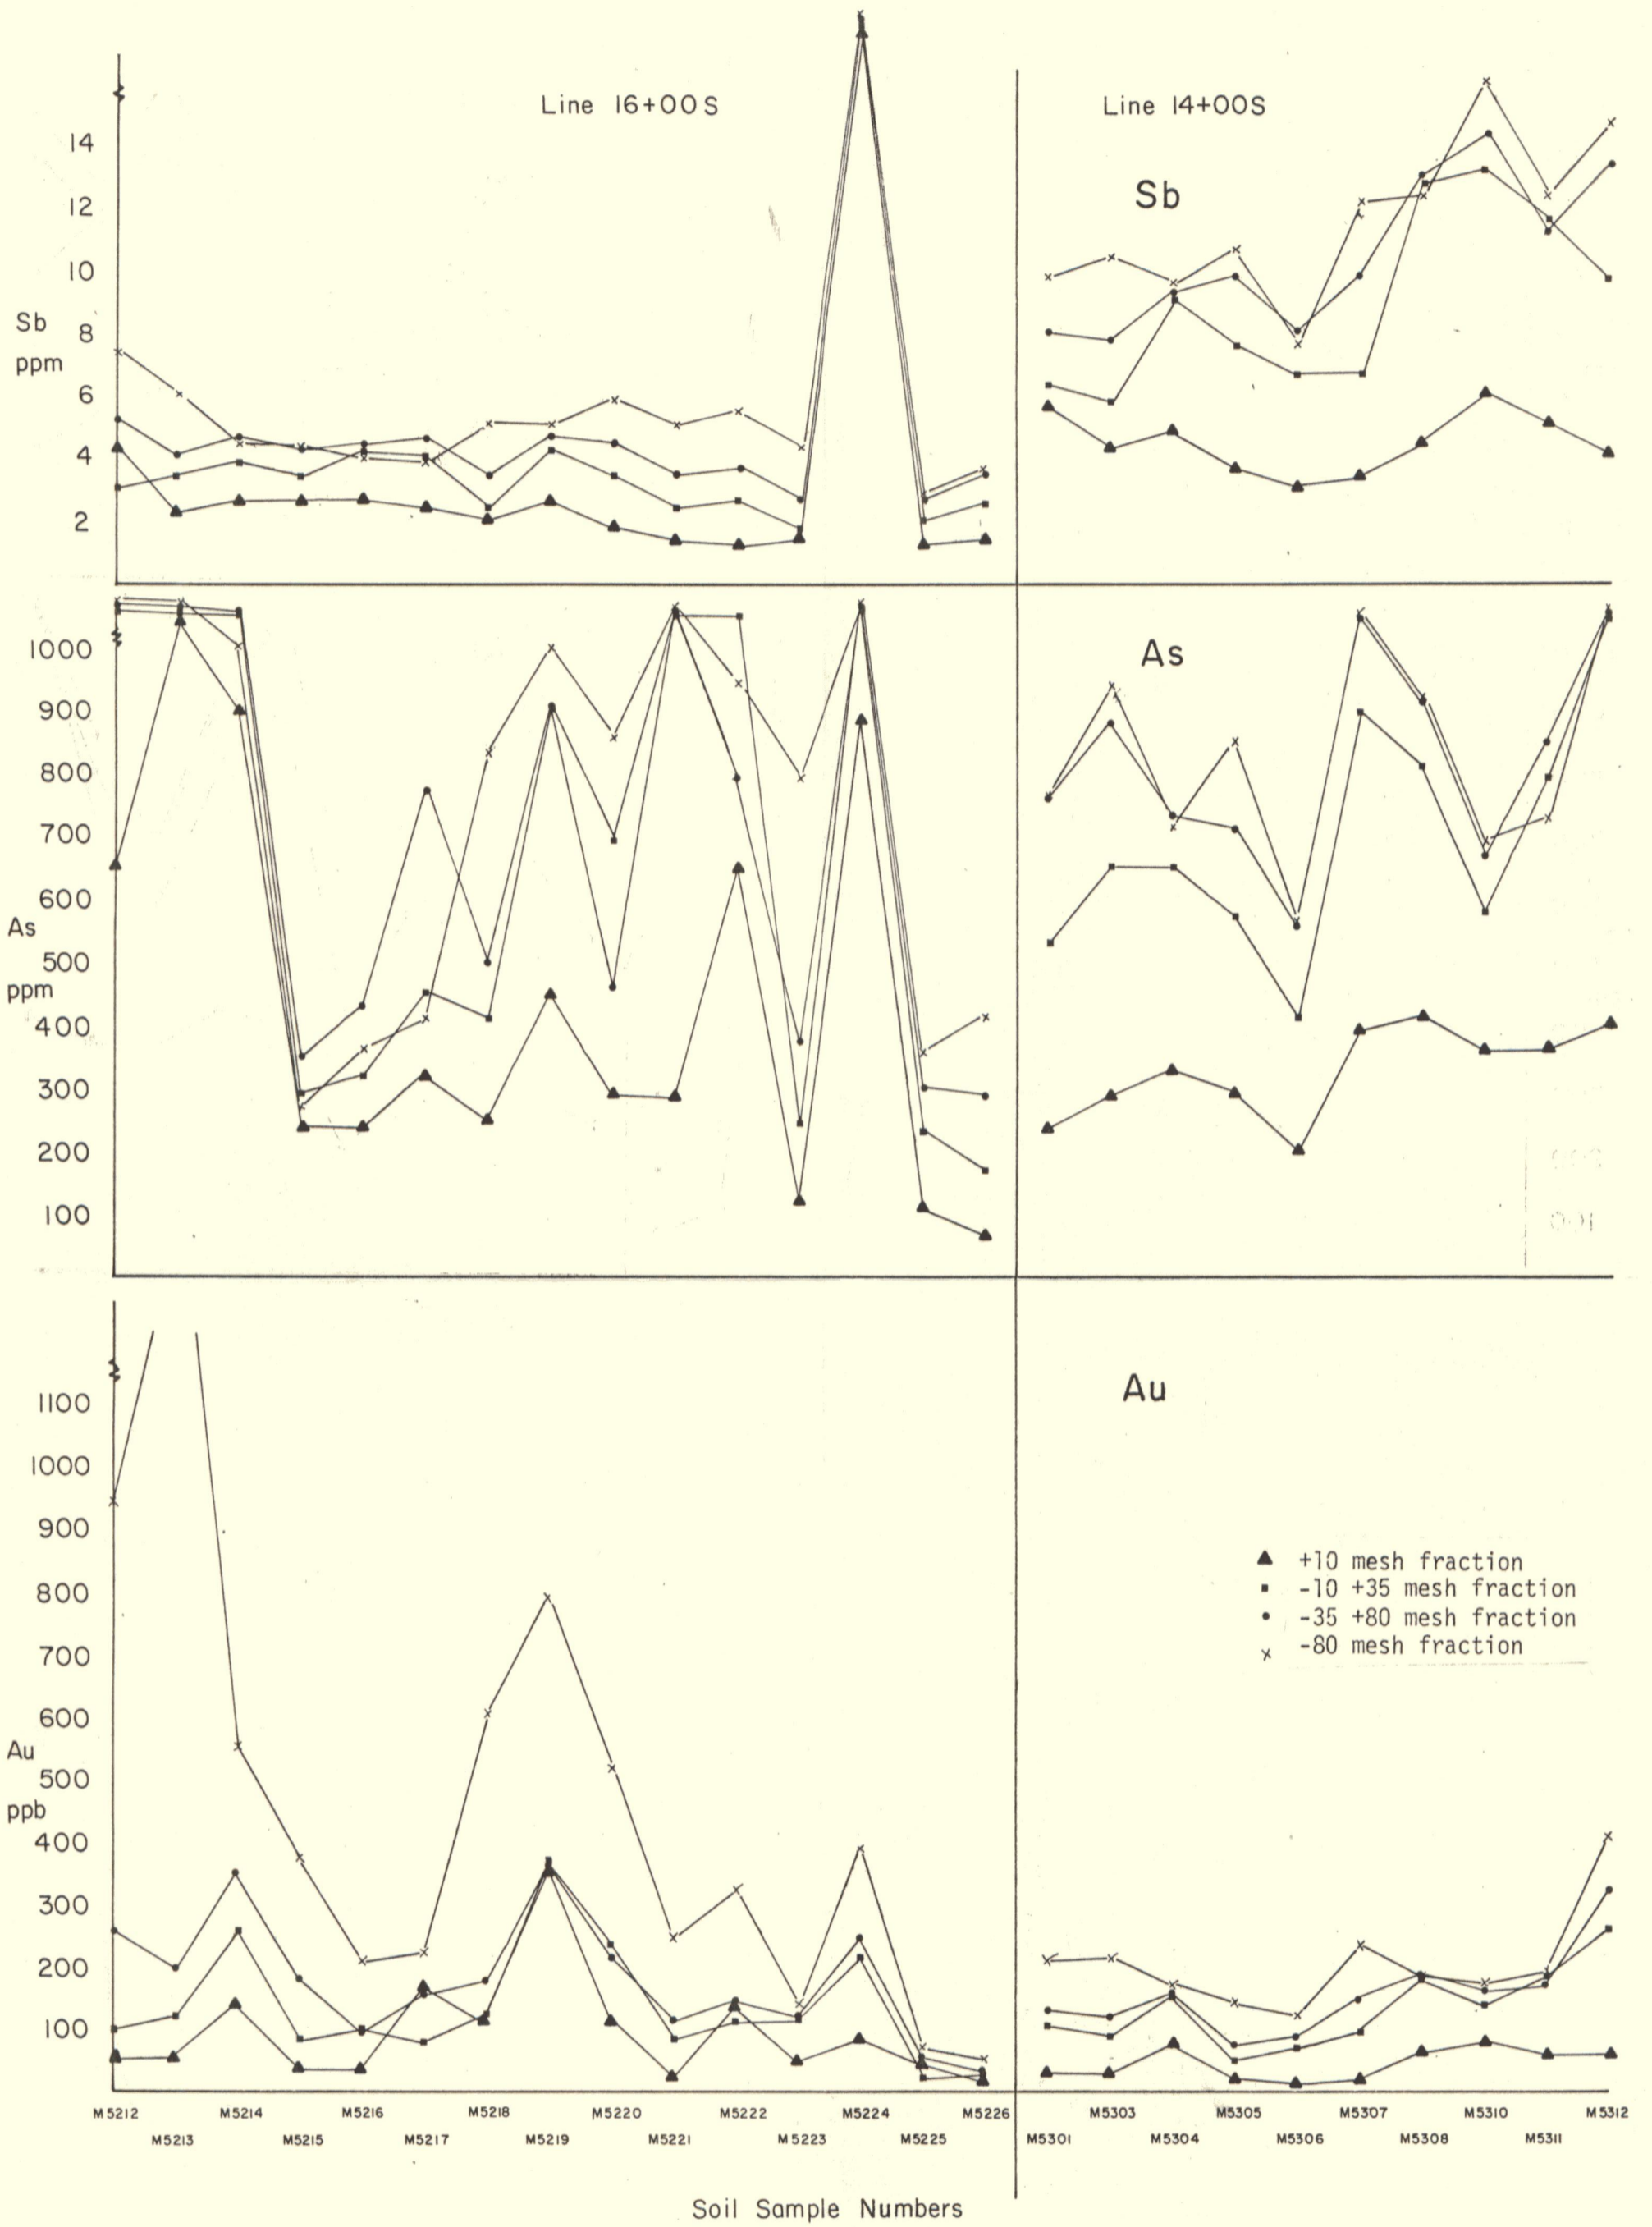 Line 16+00S
Line 14+00S
Sb
14
12
10
8
6
4
2
Sb
ppm
As
1000
900
800
700
600
500
400
300
200
100
As
ppm
Au
1100
1000
900
800
700
600
500
400
300
200
100
Au
ppb
+10 mesh fraction
-10 +35 mesh fraction
-35 +80 mesh fraction
-80 mesh fraction
M5212 M5214 M5216 M5218 M5220 M5222 M5224 M5226 M5303 M5305 M5307 M5310 M5312
M5213 M5215 M5217 M5219 M5221 M5223 M5225 M5301 M5304 M5306 M5308 M5311
Soil Sample Numbers